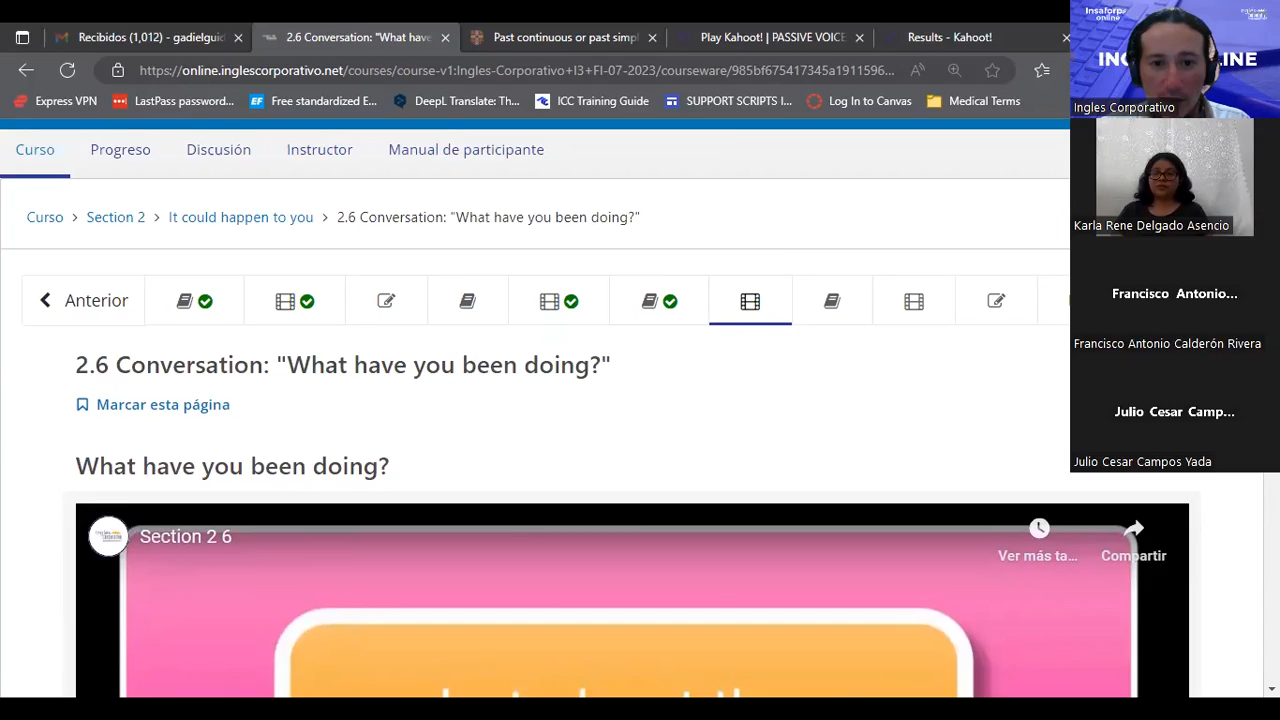 Recibidos (1,012) - gadielguid
2.6 Conversation: "What have
Past continuous or past simpl
Play Kahoot! | PASSIVE VOICE
Results - Kahoot!
https://online.inglescorporativo.net/courses/course-v1:Ingles-Corporativo+I3+FI-07-2023/courseware/985bf675417345a1911596...
Express VPN
LastPass password...
EF Free standardized E...
DeepL Translate: Th...
ICC Training Guide
SUPPORT SCRIPTS I...
Log In to Canvas
Medical Terms
Curso
Progreso
Discusión
Instructor
Manual de participante
Curso > Section 2 > It could happen to you > 2.6 Conversation: "What have you been doing?"
Anterior
2.6 Conversation: "What have you been doing?"
Marcar esta página
What have you been doing?
Section 2 6
Ver más ta...
Compartir
Insaforp
online
Ingles Corporativo
Karla Rene Delgado Asencio
Francisco Antonio...
Francisco Antonio Calderón Rivera
Julio Cesar Camp...
Julio Cesar Campos Yada